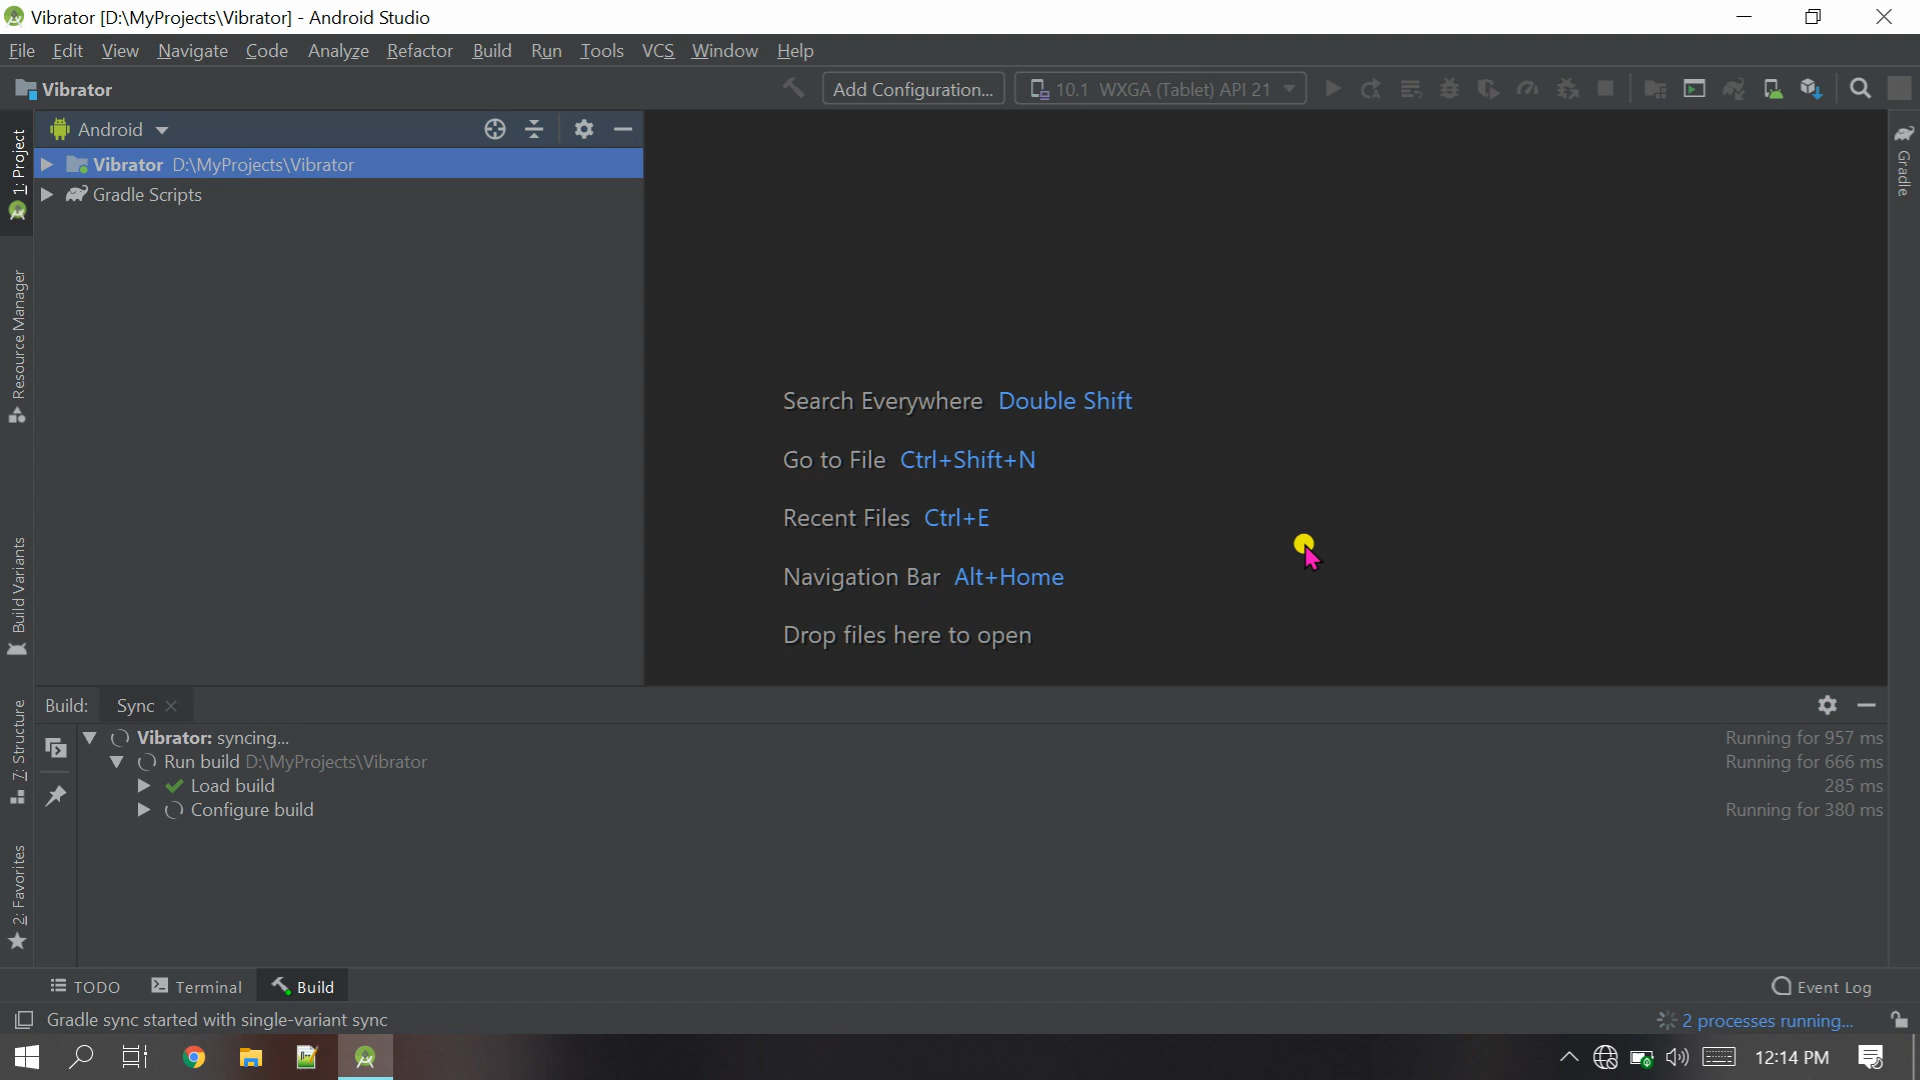 Vibrator [D:\MyProjects\Vibrator] - Android Studio
File Edit View Navigate Code Analyze Refactor Build Run Tools VCS Window Help
Vibrator
Add Configuration...
10.1 WXGA (Tablet) API 21
Android
Vibrator D:\MyProjects\Vibrator
Gradle Scripts
1: Project
Resource Manager
Build Variants
7: Structure
2: Favorites
Gradle
Search Everywhere Double Shift
Go to File Ctrl+Shift+N
Recent Files Ctrl+E
Navigation Bar Alt+Home
Drop files here to open
Build: Sync
Vibrator: syncing... Running for 957 ms
Run build D:\MyProjects\Vibrator Running for 666 ms
Load build 285 ms
Configure build Running for 380 ms
TODO Terminal Build Event Log
Gradle sync started with single-variant sync 2 processes running...
12:14 PM